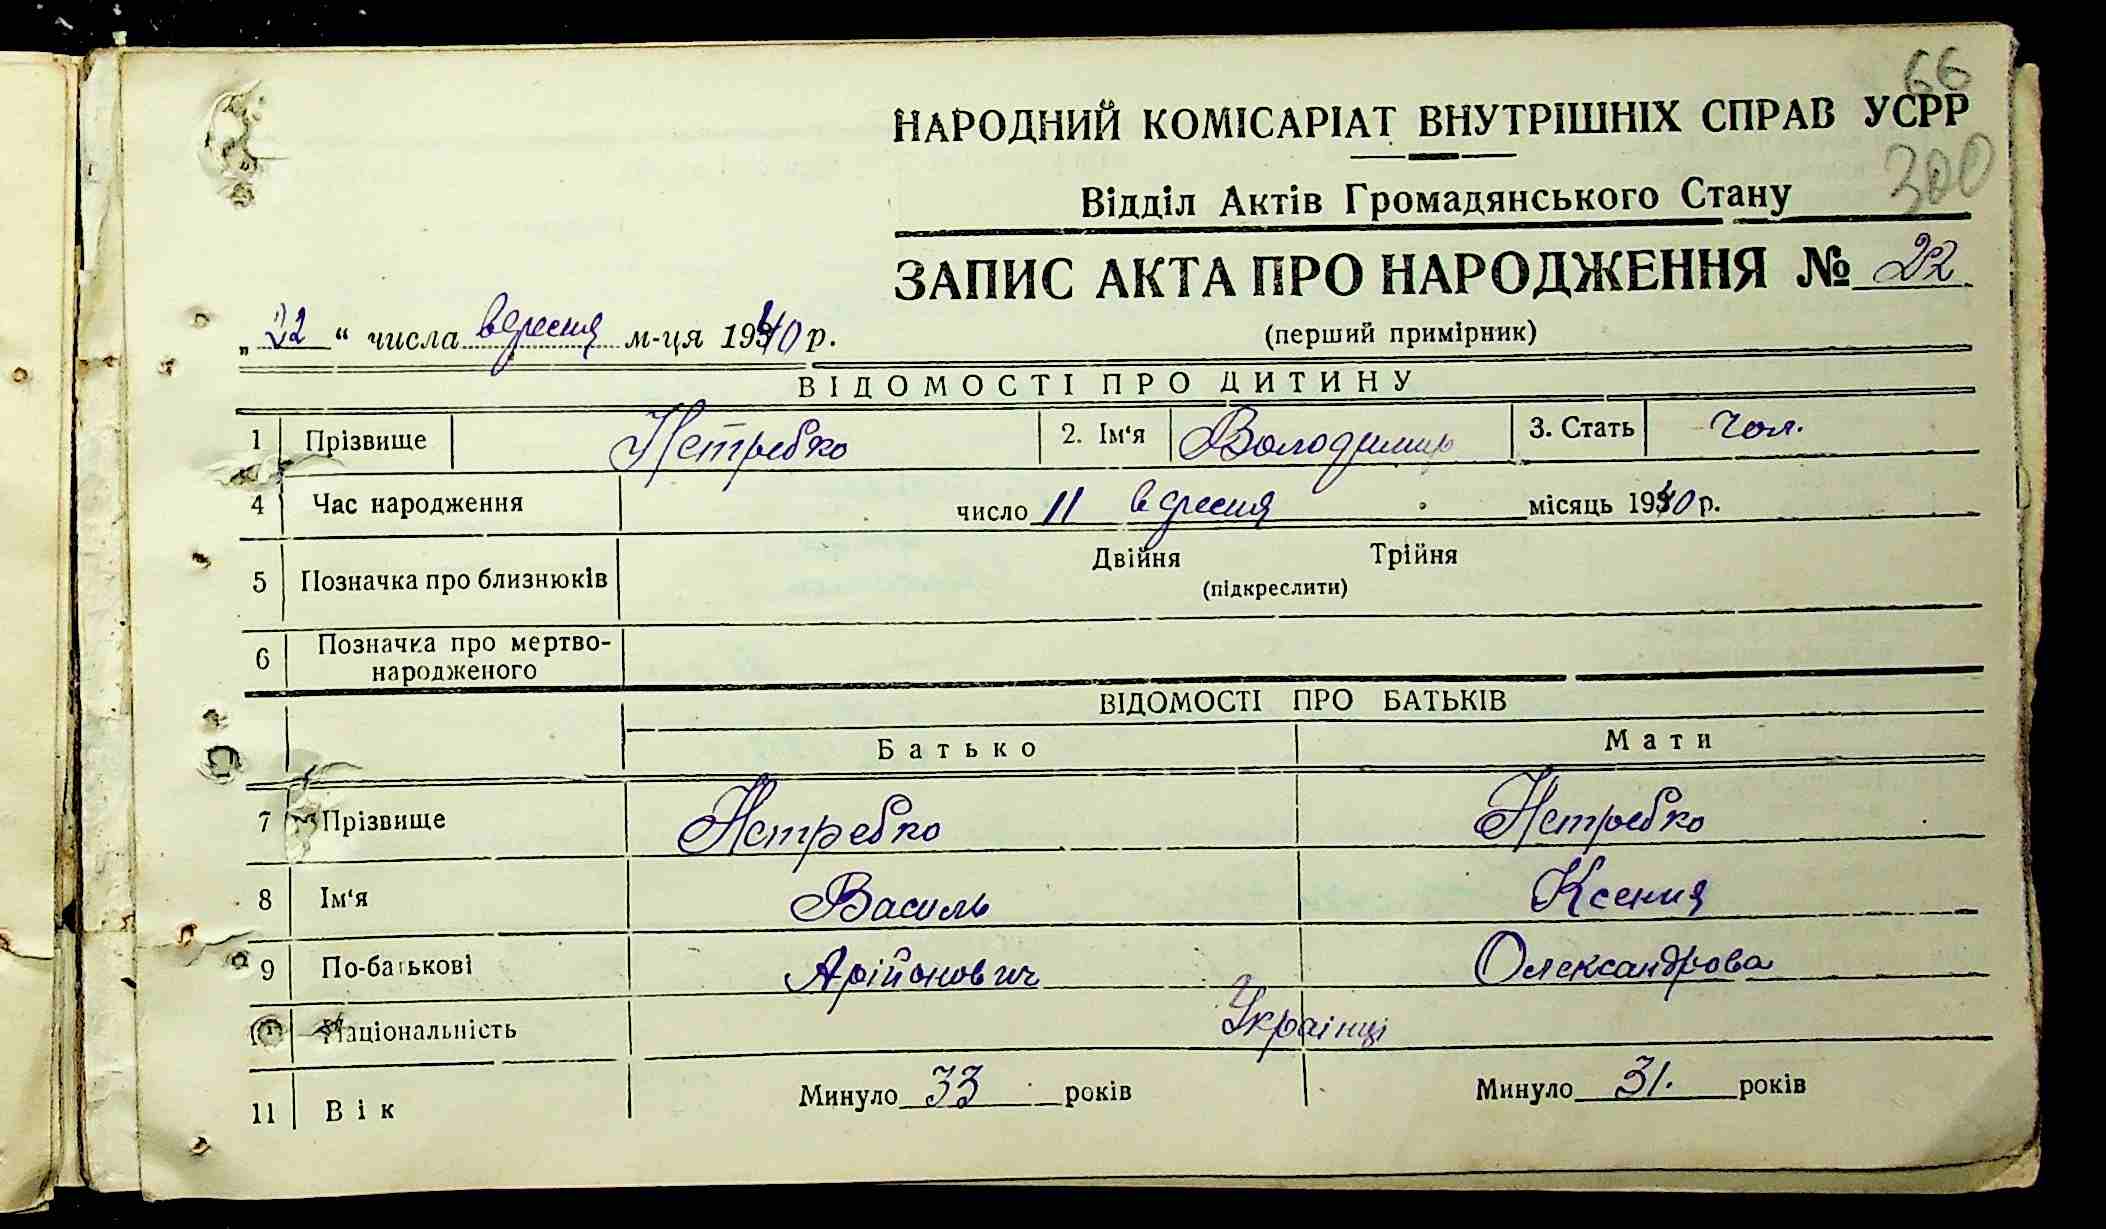 66
НАРОДНИЙ КОМІСАРІАТ ВНУТРІШНІХ СПРАВ УСРР
300
Відділ Актів Громадянського Стану
ЗАПИС АКТА ПРО НАРОДЖЕННЯ № 22
(перший примірник)
„22“ числа вересня м-ця 1940 р.
ВІДОМОСТІ ПРО ДИТИНУ
1 Прізвище Нетребко 2. Ім‘я Володимир 3. Стать чол.
4 Час народження число 11 вересня місяць 1940 р.
5 Позначка про близнюків Двійня Трійня
(підкреслити)
6 Позначка про мертво-
народженого
ВІДОМОСТІ ПРО БАТЬКІВ
Батько Мати
7 Прізвище Нетребко Нетребко
8 Ім‘я Василь Ксения
9 По-батькові Арійонович Олександрова
Національність Украінці
11 Вік Минуло 33 років Минуло 31. років